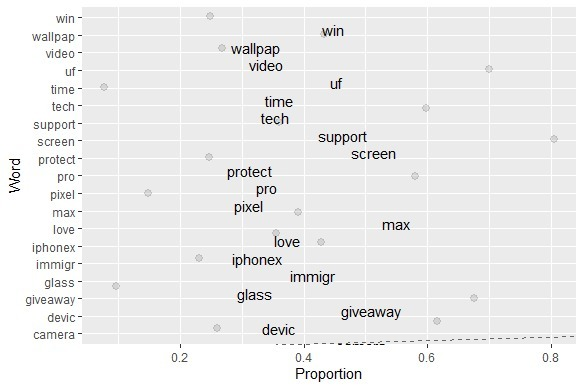 win
wallpap
video
uf
time
tech
support
screen
protect
pro
pixel
max
love
iphonex
immigr
glass
giveaway
devic
camera
Word
win
wallpap
video
uf
time
tech
support
screen
protect
pro
pixel
max
love
iphonex
immigr
glass
giveaway
devic
0.2 0.4 0.6 0.8
Proportion